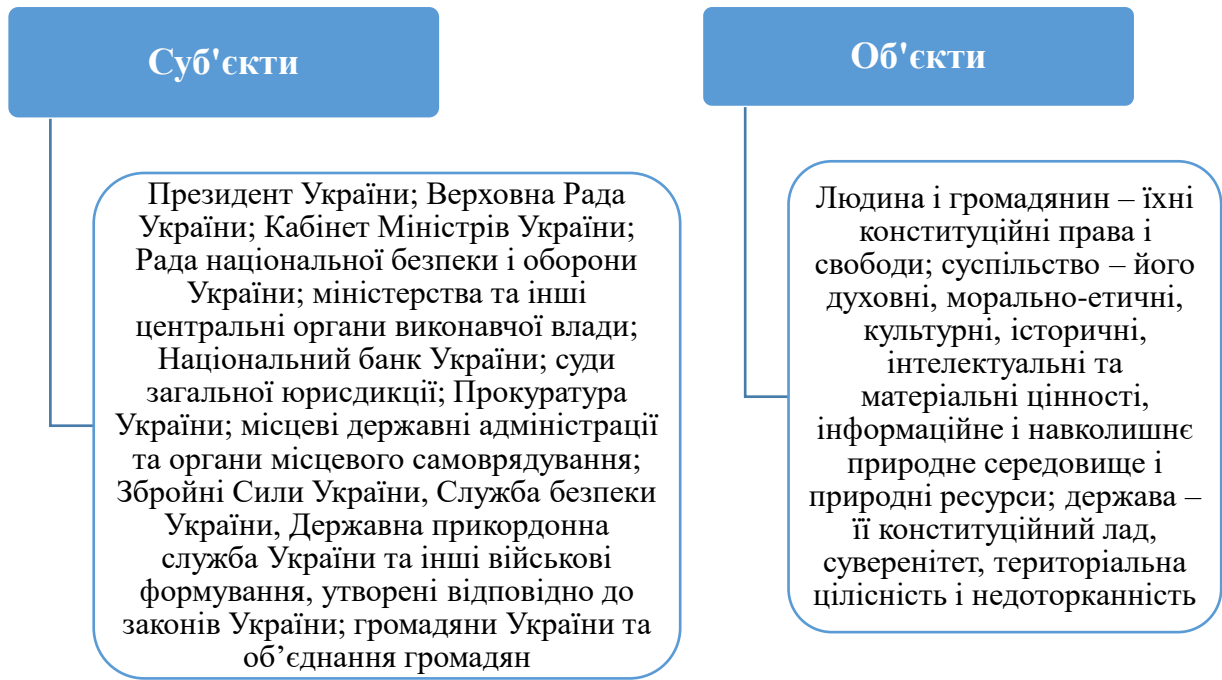 Суб'єкти
Президент України; Верховна Рада
України; Кабінет Міністрів України;
Рада національної безпеки і оборони
України; міністерства та інші
центральні органи виконавчої влади;
Національний банк України; суди
загальної юрисдикції; Прокуратура
України; місцеві державні адміністрації
та органи місцевого самоврядування;
Збройні Сили України, Служба безпеки
України, Державна прикордонна
служба України та інші військові
формування, утворені відповідно до
законів України; громадяни України та
об’єднання громадян
Об'єкти
Людина і громадянин – їхні
конституційні права і
свободи; суспільство – його
духовні, морально-етичні,
культурні, історичні,
інтелектуальні та
матеріальні цінності,
інформаційне і навколишнє
природне середовище і
природні ресурси; держава –
її конституційний лад,
суверенітет, територіальна
цілісність і недоторканність